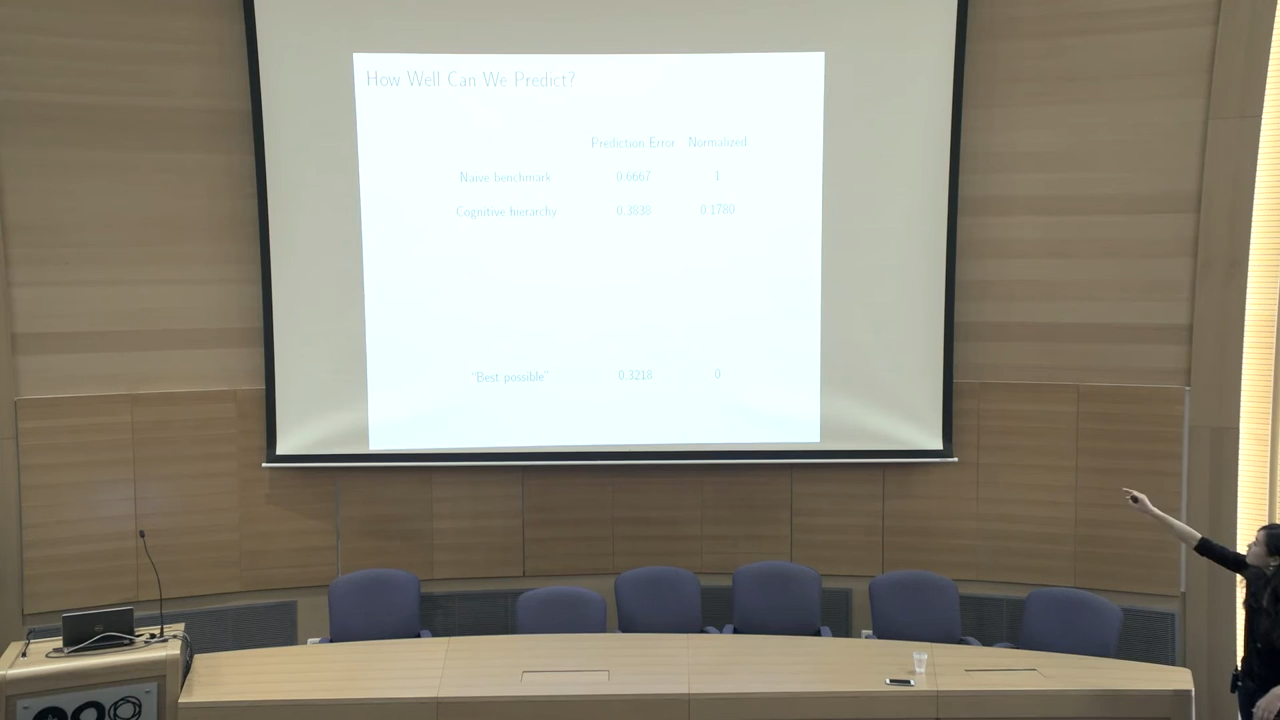 How Well Can We Predict?
Prediction Error Normalized
Naive benchmark 0.6667 1
Cognitive hierarchy 0.3838 0.1780
"Best possible" 0.3218 0